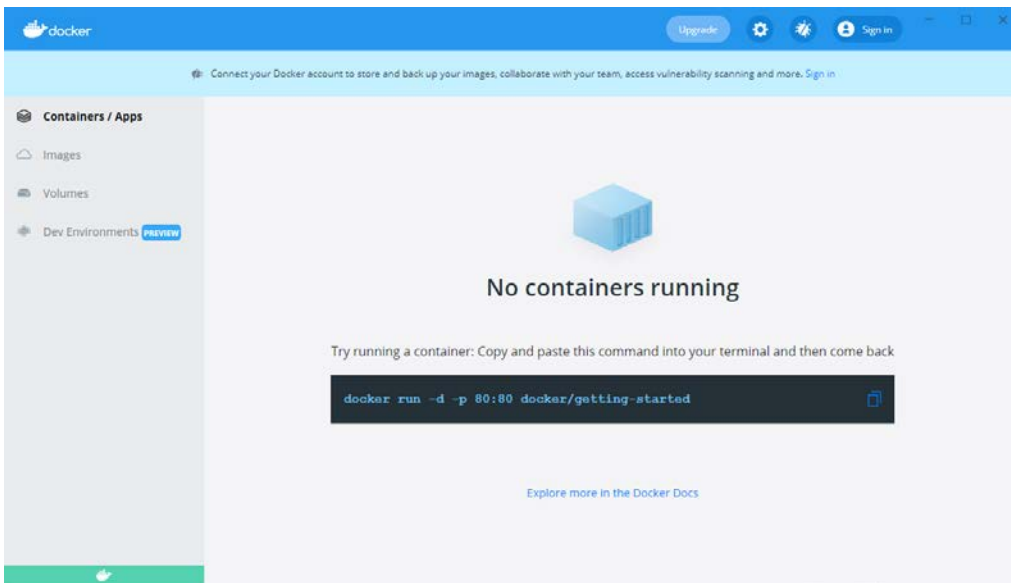 docker
Upgrade
Sign in
Connect your Docker account to store and back up your images, collaborate with your team, access vulnerability scanning and more. Sign in
Containers / Apps
Images
Volumes
Dev Environments PREVIEW
No containers running
Try running a container: Copy and paste this command into your terminal and then come back
docker run -d -p 80:80 docker/getting-started
Explore more in the Docker Docs